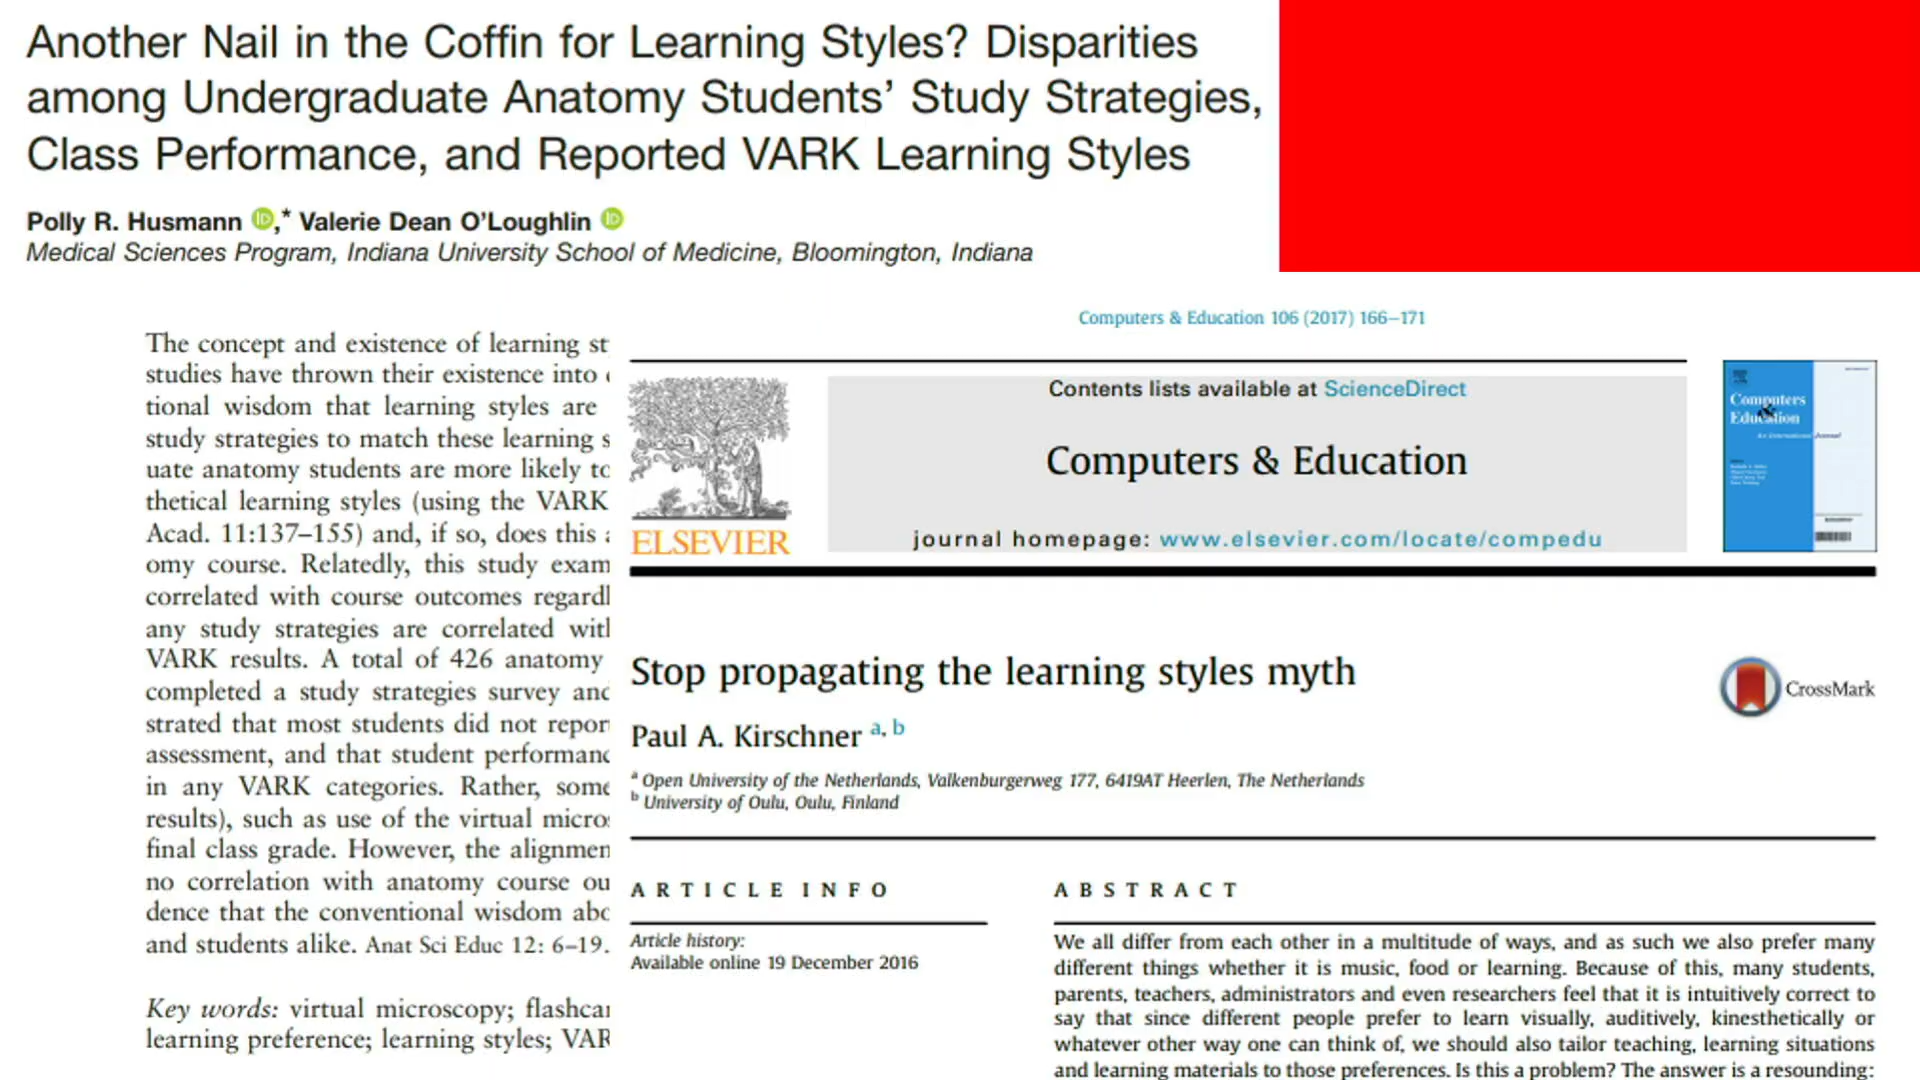 Another Nail in the Coffin for Learning Styles? Disparities
among Undergraduate Anatomy Students’ Study Strategies,
Class Performance, and Reported VARK Learning Styles
Polly R. Husmann iD,* Valerie Dean O’Loughlin iD
Medical Sciences Program, Indiana University School of Medicine, Bloomington, Indiana
The concept and existence of learning st
studies have thrown their existence into
tional wisdom that learning styles are
study strategies to match these learning s
uate anatomy students are more likely to
thetical learning styles (using the VARK
Acad. 11:137–155) and, if so, does this
omy course. Relatedly, this study exam
correlated with course outcomes regardl
any study strategies are correlated with
VARK results. A total of 426 anatomy
completed a study strategies survey and
strated that most students did not report
assessment, and that student performanc
in any VARK categories. Rather, some
results), such as use of the virtual micro
final class grade. However, the alignmen
no correlation with anatomy course ou
dence that the conventional wisdom abo
and students alike. Anat Sci Educ 12: 6–19.
Key words: virtual microscopy; flashcar
learning preference; learning styles; VAR
Computers & Education 106 (2017) 166–171
Contents lists available at ScienceDirect
Computers & Education
journal homepage: www.elsevier.com/locate/compedu
ELSEVIER
Computers
&
Education
An International Journal
Stop propagating the learning styles myth
CrossMark
Paul A. Kirschner a, b
a Open University of the Netherlands, Valkenburgerweg 177, 6419AT Heerlen, The Netherlands
b University of Oulu, Oulu, Finland
ARTICLE INFO
Article history:
Available online 19 December 2016
ABSTRACT
We all differ from each other in a multitude of ways, and as such we also prefer many
different things whether it is music, food or learning. Because of this, many students,
parents, teachers, administrators and even researchers feel that it is intuitively correct to
say that since different people prefer to learn visually, auditively, kinesthetically or
whatever other way one can think of, we should also tailor teaching, learning situations
and learning materials to those preferences. Is this a problem? The answer is a resounding: